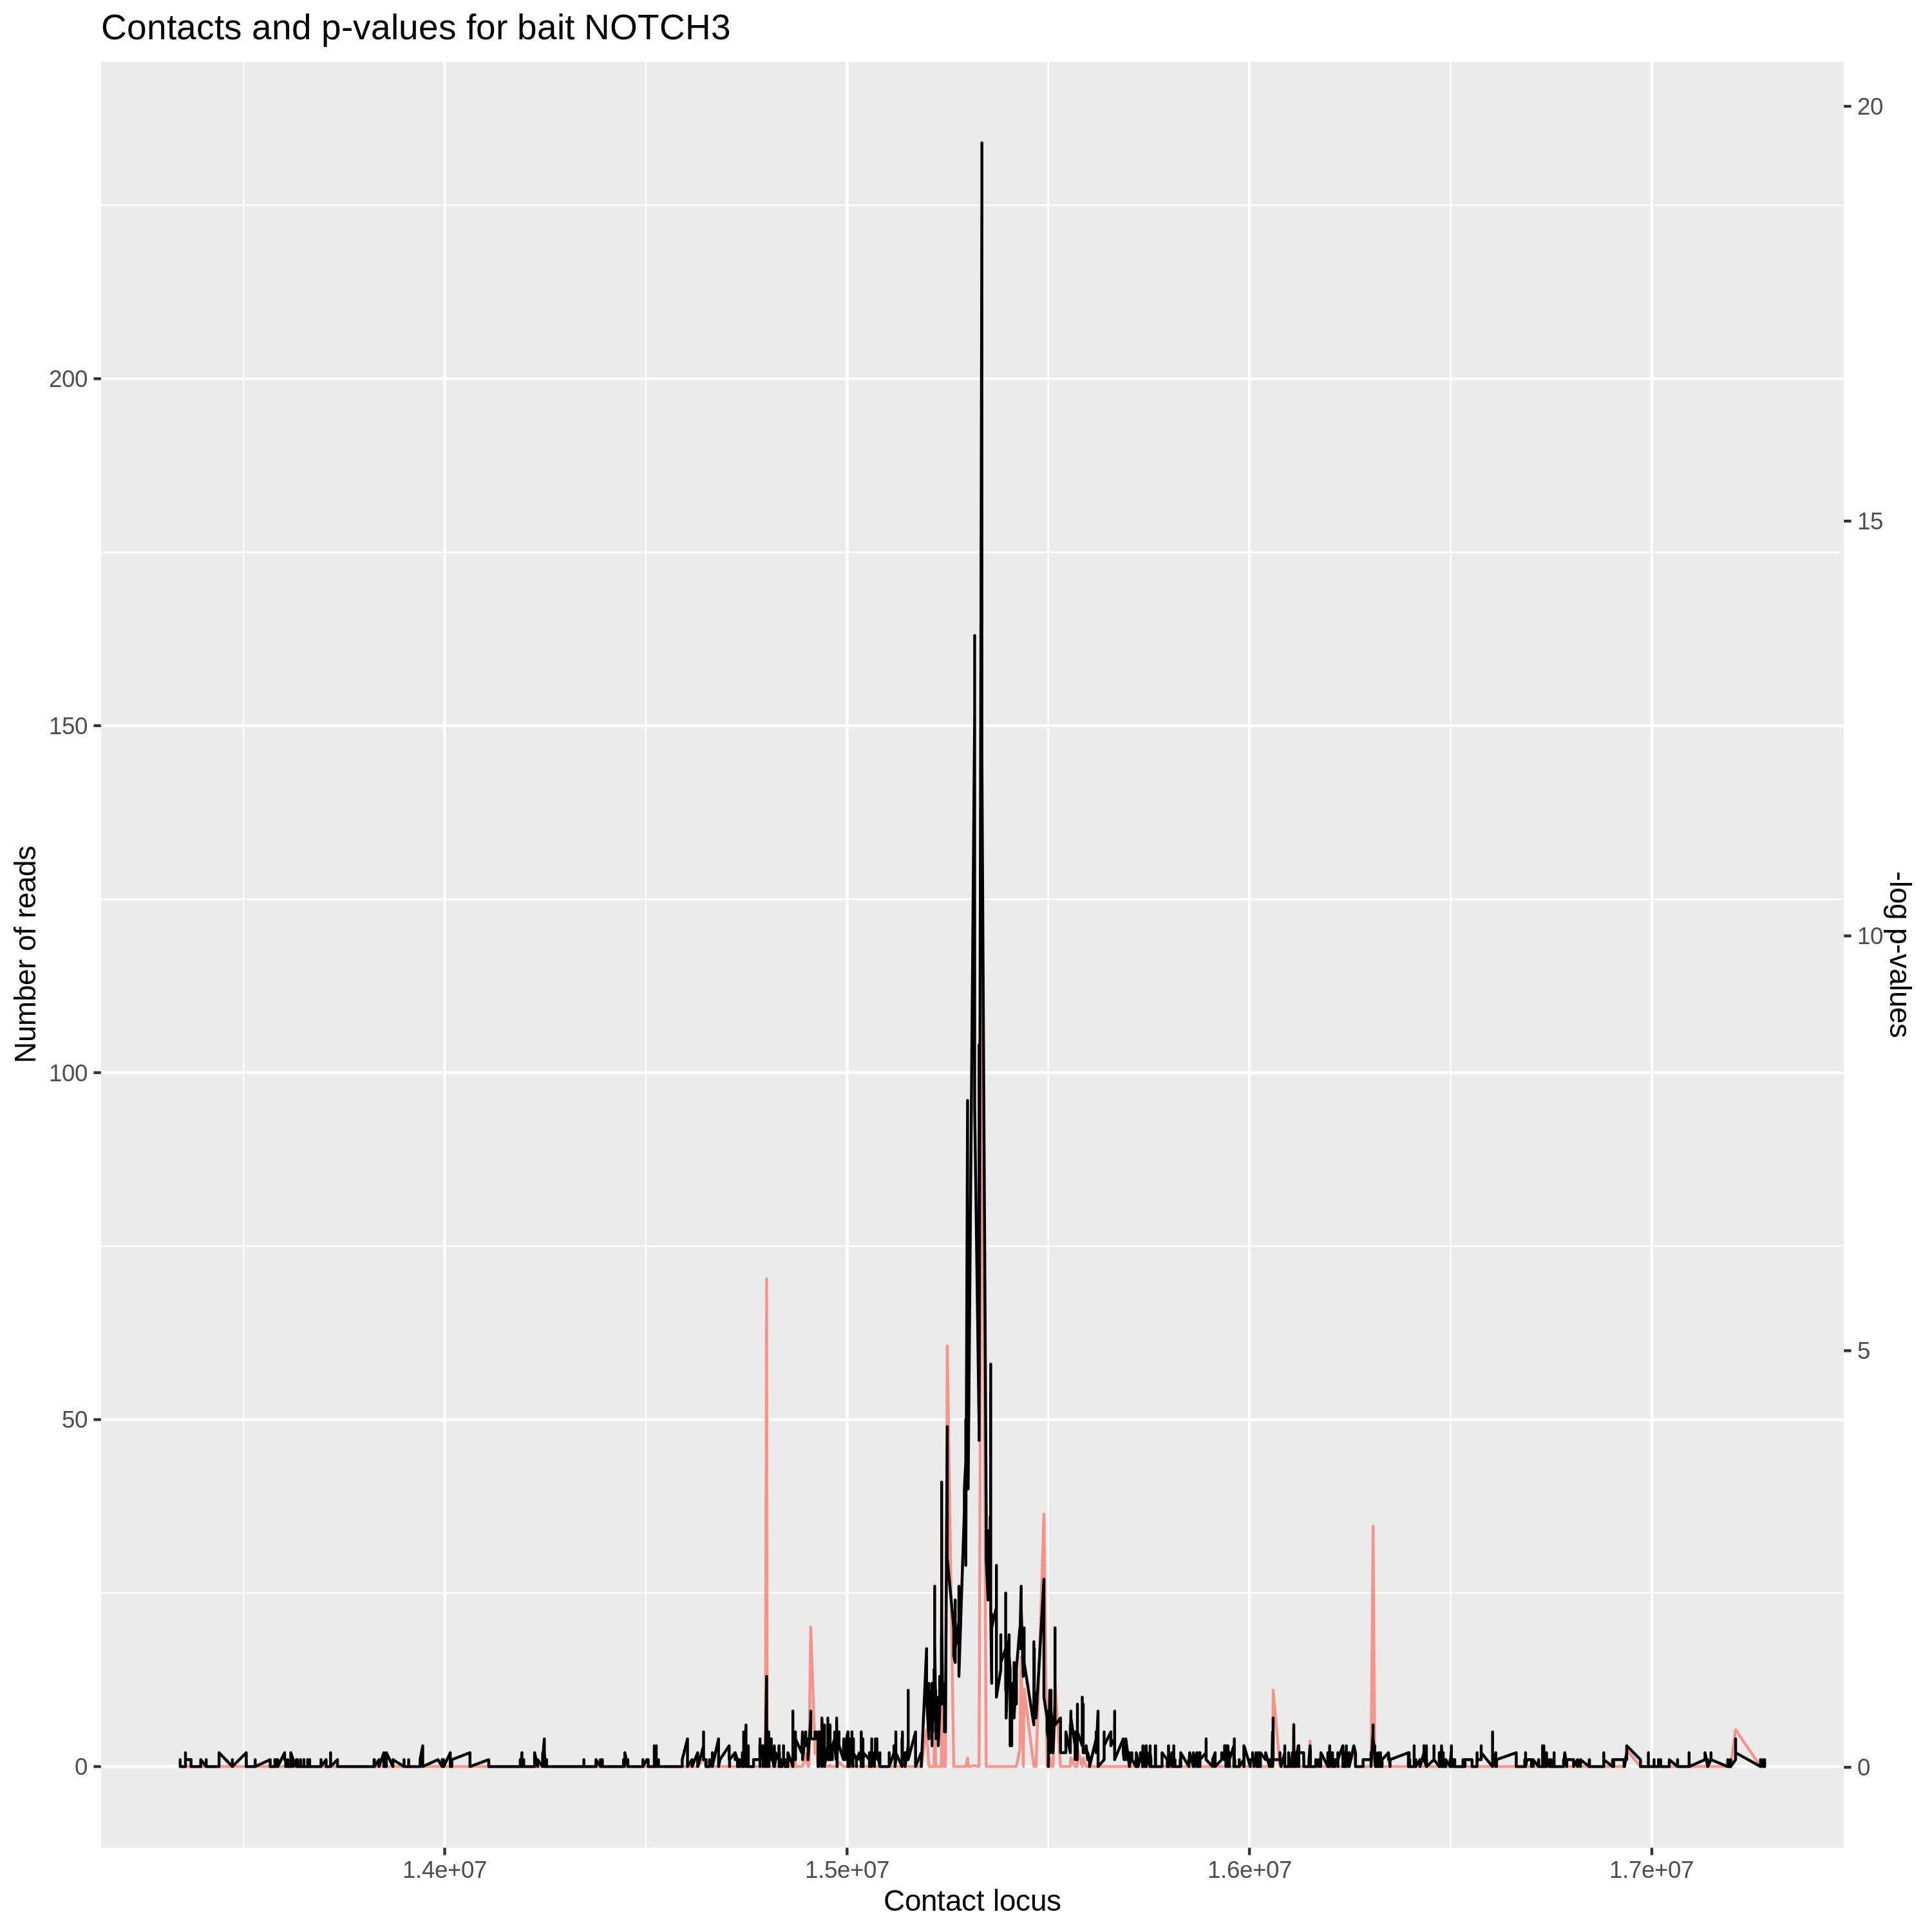 Contacts and p-values for bait NOTCH3
20
200
15
150
Number of reads
-log p-values
10
100
5
50
0
0
1.4e+07
1.5e+07
1.6e+07
1.7e+07
Contact locus